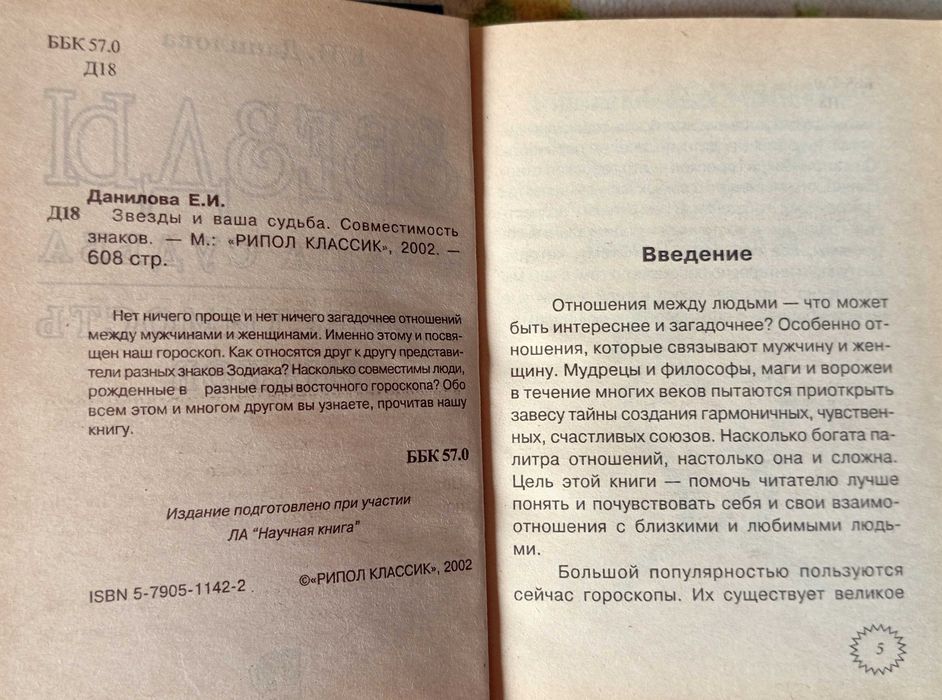 ББК 57.0
Д18
Данилова Е.И.
Д18 Звезды и ваша судьба. Совместимость
знаков. — М.: «РИПОЛ КЛАССИК», 2002. —
608 стр.
Нет ничего проще и нет ничего загадочнее отношений
между мужчинами и женщинами. Именно этому и посвя-
щен наш гороскоп. Как относятся друг к другу представи-
тели разных знаков Зодиака? Насколько совместимы люди,
рожденные в разные годы восточного гороскопа? Обо
всем этом и многом другом вы узнаете, прочитав нашу
книгу.
ББК 57.0
Издание подготовлено при участии
ЛА "Научная книга"
ISBN 5-7905-1142-2
©«РИПОЛ КЛАССИК», 2002
Введение
Отношения между людьми — что может
быть интереснее и загадочнее? Особенно от-
ношения, которые связывают мужчину и жен-
щину. Мудрецы и философы, маги и ворожеи
в течение многих веков пытаются приоткрыть
завесу тайны создания гармоничных, чувствен-
ных, счастливых союзов. Насколько богата па-
литра отношений, настолько она и сложна.
Цель этой книги — помочь читателю лучше
понять и почувствовать себя и свои взаимо-
отношения с близкими и любимыми людь-
ми.
Большой популярностью пользуются
сейчас гороскопы. Их существует великое
5